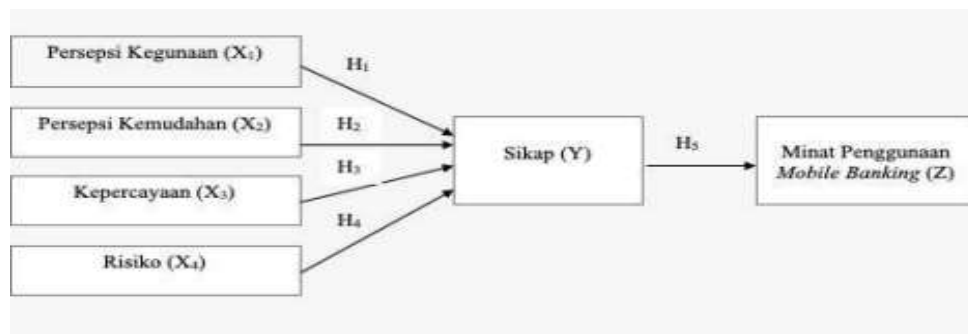 Persepsi Kegunaan (X₁)
H₁
Persepsi Kemudahan (X₂)
H₂
Kepercayaan (X₃)
H₃
Risiko (X₄)
H₄
Sikap (Y)
H₅
Minat Penggunaan
Mobile Banking (Z)